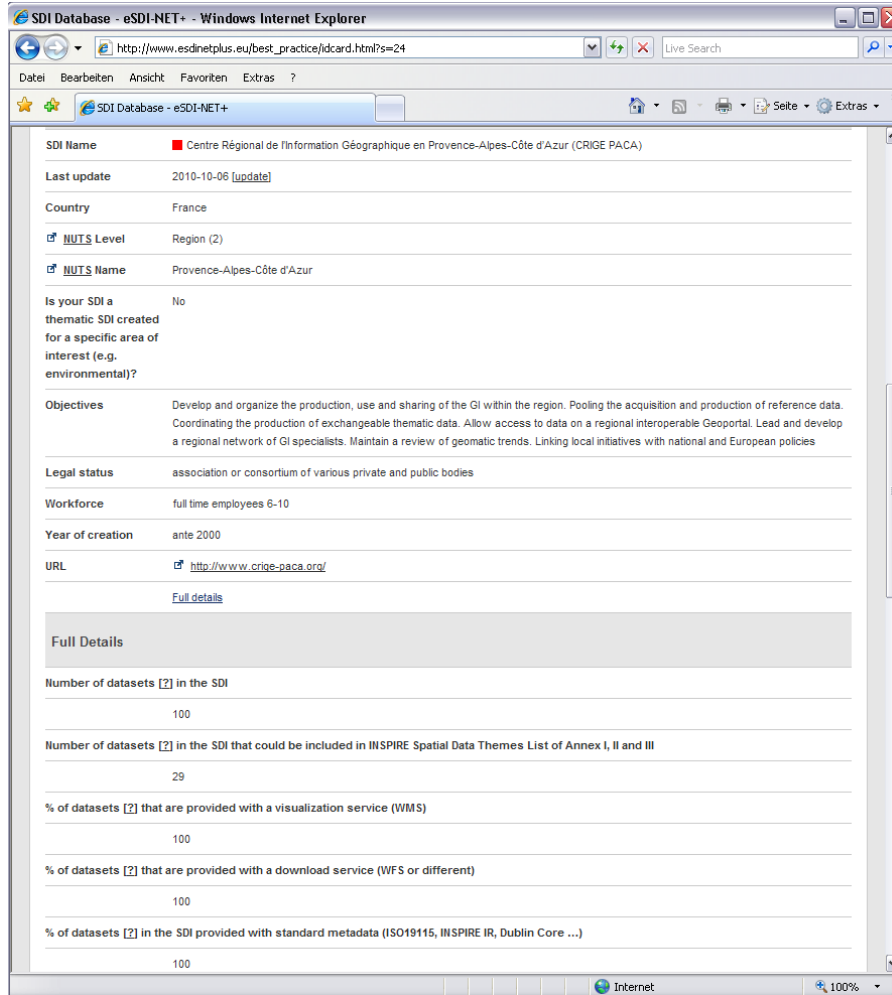 SDI Database - eSDI-NET+ - Windows Internet Explorer
http://www.esdinetplus.eu/best_practice/idcard.html?s=24
Live Search
Datei Bearbeiten Ansicht Favoriten Extras ?
SDI Database - eSDI-NET+
Seite Extras
SDI Name Centre Régional de l'Information Géographique en Provence-Alpes-Côte d'Azur (CRIGE PACA)
Last update 2010-10-06 [update]
Country France
NUTS Level Region (2)
NUTS Name Provence-Alpes-Côte d'Azur
Is your SDI a No
thematic SDI created
for a specific area of
interest (e.g.
environmental)?
Objectives Develop and organize the production, use and sharing of the GI within the region. Pooling the acquisition and production of reference data.
Coordinating the production of exchangeable thematic data. Allow access to data on a regional interoperable Geoportal. Lead and develop
a regional network of GI specialists. Maintain a review of geomatic trends. Linking local initiatives with national and European policies
Legal status association or consortium of various private and public bodies
Workforce full time employees 6-10
Year of creation ante 2000
URL http://www.crige-paca.org/
Full details
Full Details
Number of datasets [?] in the SDI
100
Number of datasets [?] in the SDI that could be included in INSPIRE Spatial Data Themes List of Annex I, II and III
29
% of datasets [?] that are provided with a visualization service (WMS)
100
% of datasets [?] that are provided with a download service (WFS or different)
100
% of datasets [?] in the SDI provided with standard metadata (ISO19115, INSPIRE IR, Dublin Core ...)
100
Internet 100%